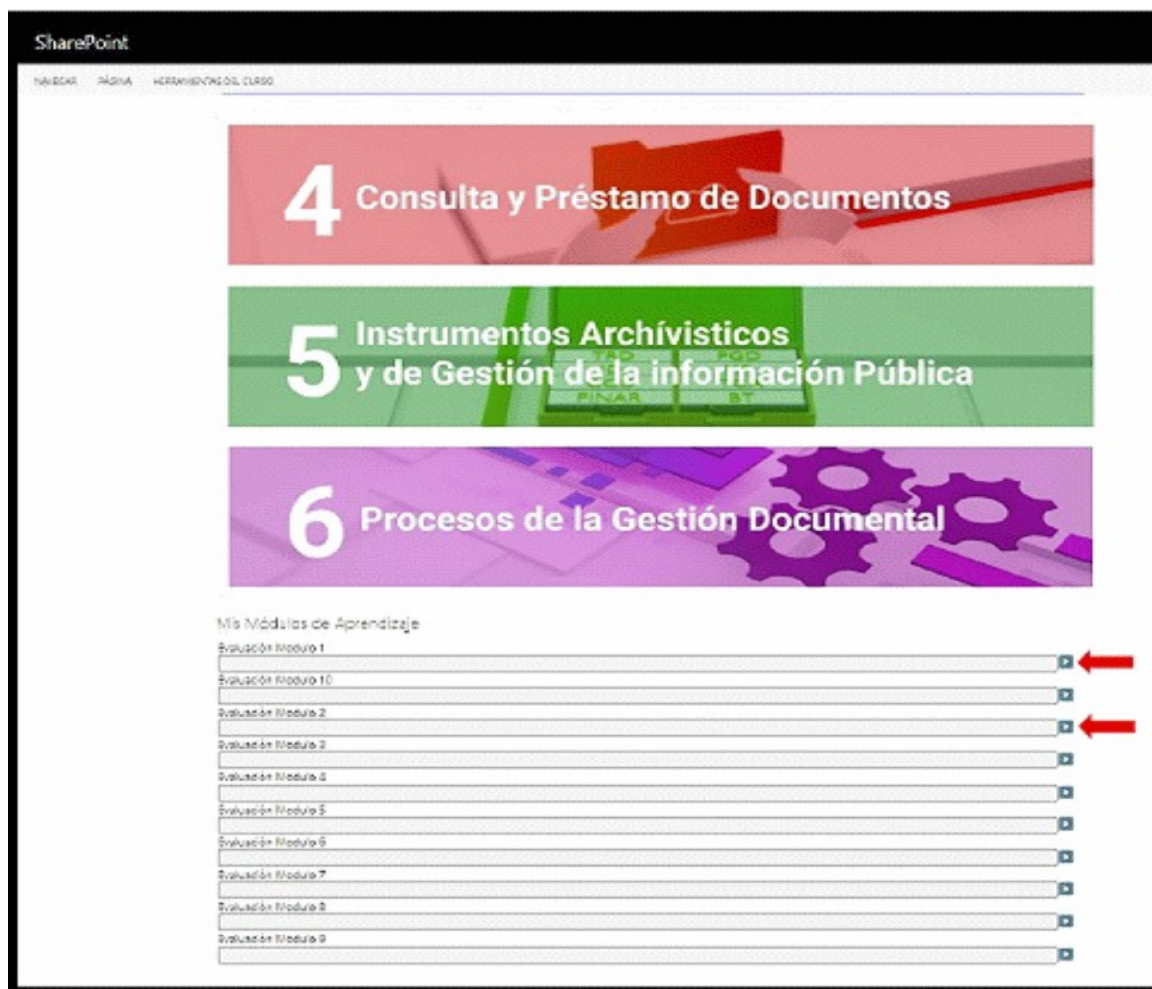 SharePoint
NAVEGAR PÁGINA HERRAMIENTAS DEL CURSO
4 Consulta y Préstamo de Documentos
5 Instrumentos Archívisticos
y de Gestión de la información Pública
TRD PGD
PINAR BT
6 Procesos de la Gestión Documental
Mis Módulos de Aprendizaje
Evaluación Modulo 1
Evaluación Modulo 10
Evaluación Modulo 2
Evaluación Modulo 3
Evaluación Modulo 4
Evaluación Modulo 5
Evaluación Modulo 6
Evaluación Modulo 7
Evaluación Modulo 8
Evaluación Modulo 9